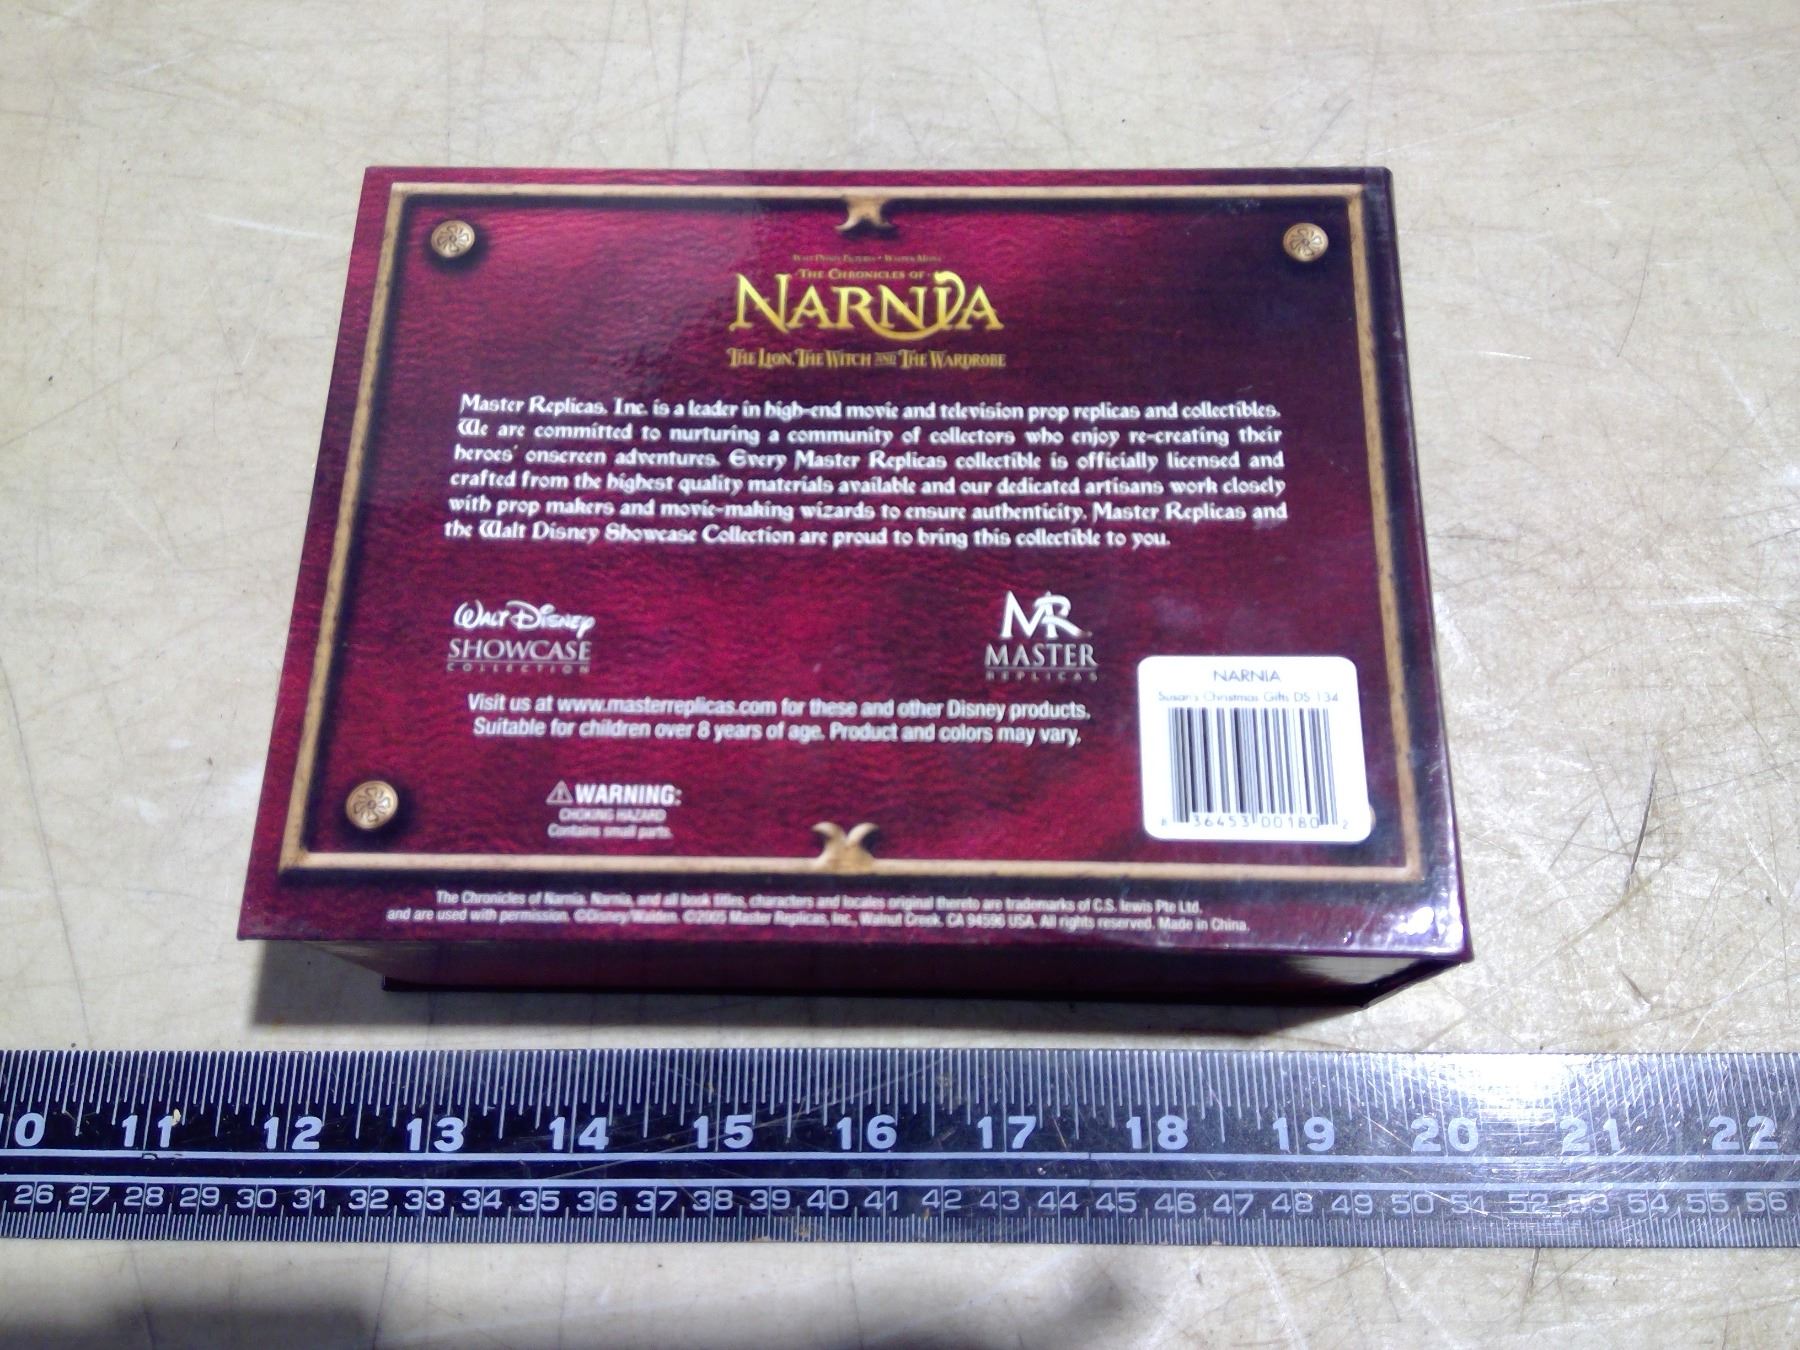 WALT DISNEY PICTURES • WALDEN MEDIA
THE CHRONICLES OF
NARNIA
THE LION, THE WITCH AND THE WARDROBE
Master Replicas, Inc. is a leader in high-end movie and television prop replicas and collectibles.
We are committed to nurturing a community of collectors who enjoy re-creating their
heroes' onscreen adventures. Every Master Replicas collectible is officially licensed and
crafted from the highest quality materials available and our dedicated artisans work closely
with prop makers and movie-making wizards to ensure authenticity. Master Replicas and
the Walt Disney Showcase Collection are proud to bring this collectible to you.
WALT DISNEY
SHOWCASE
COLLECTION
MR
MASTER
REPLICAS
Visit us at www.masterreplicas.com for these and other Disney products.
Suitable for children over 8 years of age. Product and colors may vary.
⚠WARNING:
CHOKING HAZARD
Contains small parts.
NARNIA
Susan's Christmas Gifts DS-134
8 36453 00180 2
The Chronicles of Narnia, Narnia, and all book titles, characters and locales original thereto are trademarks of C.S. Lewis Pte Ltd.
and are used with permission. ©Disney/Walden. ©2005 Master Replicas, Inc., Walnut Creek, CA 94596 USA. All rights reserved. Made in China.
10 11 12 13 14 15 16 17 18 19 20 21 22
26 27 28 29 30 31 32 33 34 35 36 37 38 39 40 41 42 43 44 45 46 47 48 49 50 51 52 53 54 55 56